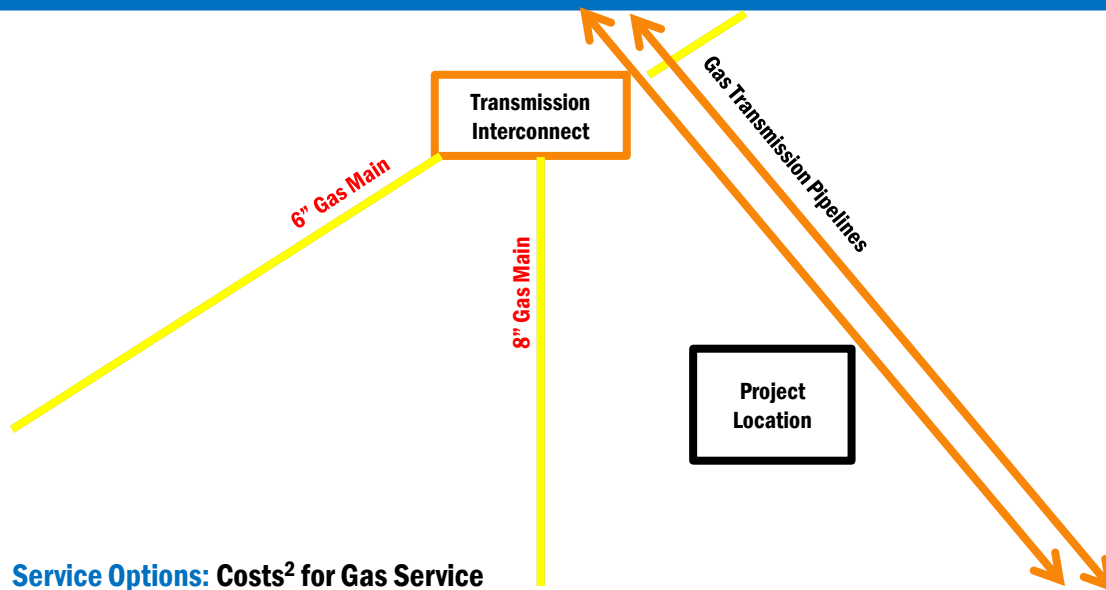 Transmission
Interconnect
Gas Transmission Pipelines
6” Gas Main
8” Gas Main
Project
Location
Service Options: Costs² for Gas Service